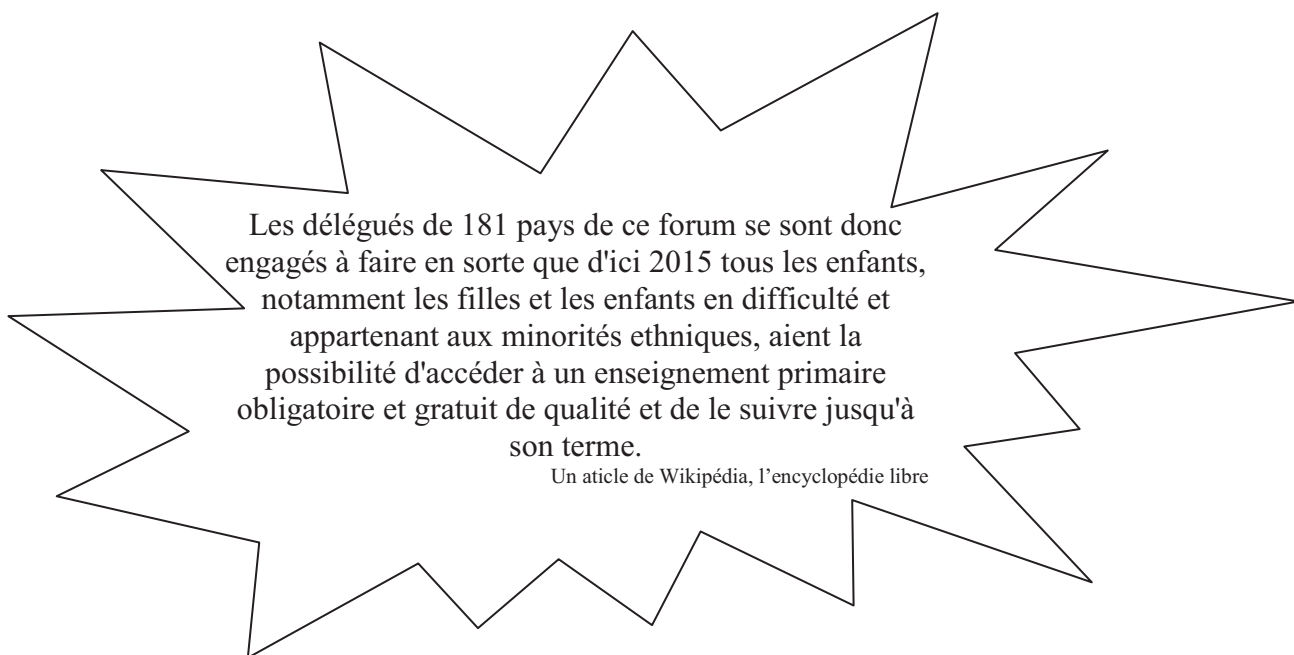 Les délégués de 181 pays de ce forum se sont donc
engagés à faire en sorte que d'ici 2015 tous les enfants,
notamment les filles et les enfants en difficulté et
appartenant aux minorités ethniques, aient la
possibilité d'accéder à un enseignement primaire
obligatoire et gratuit de qualité et de le suivre jusqu'à
son terme.
Un aticle de Wikipédia, l’encyclopédie libre